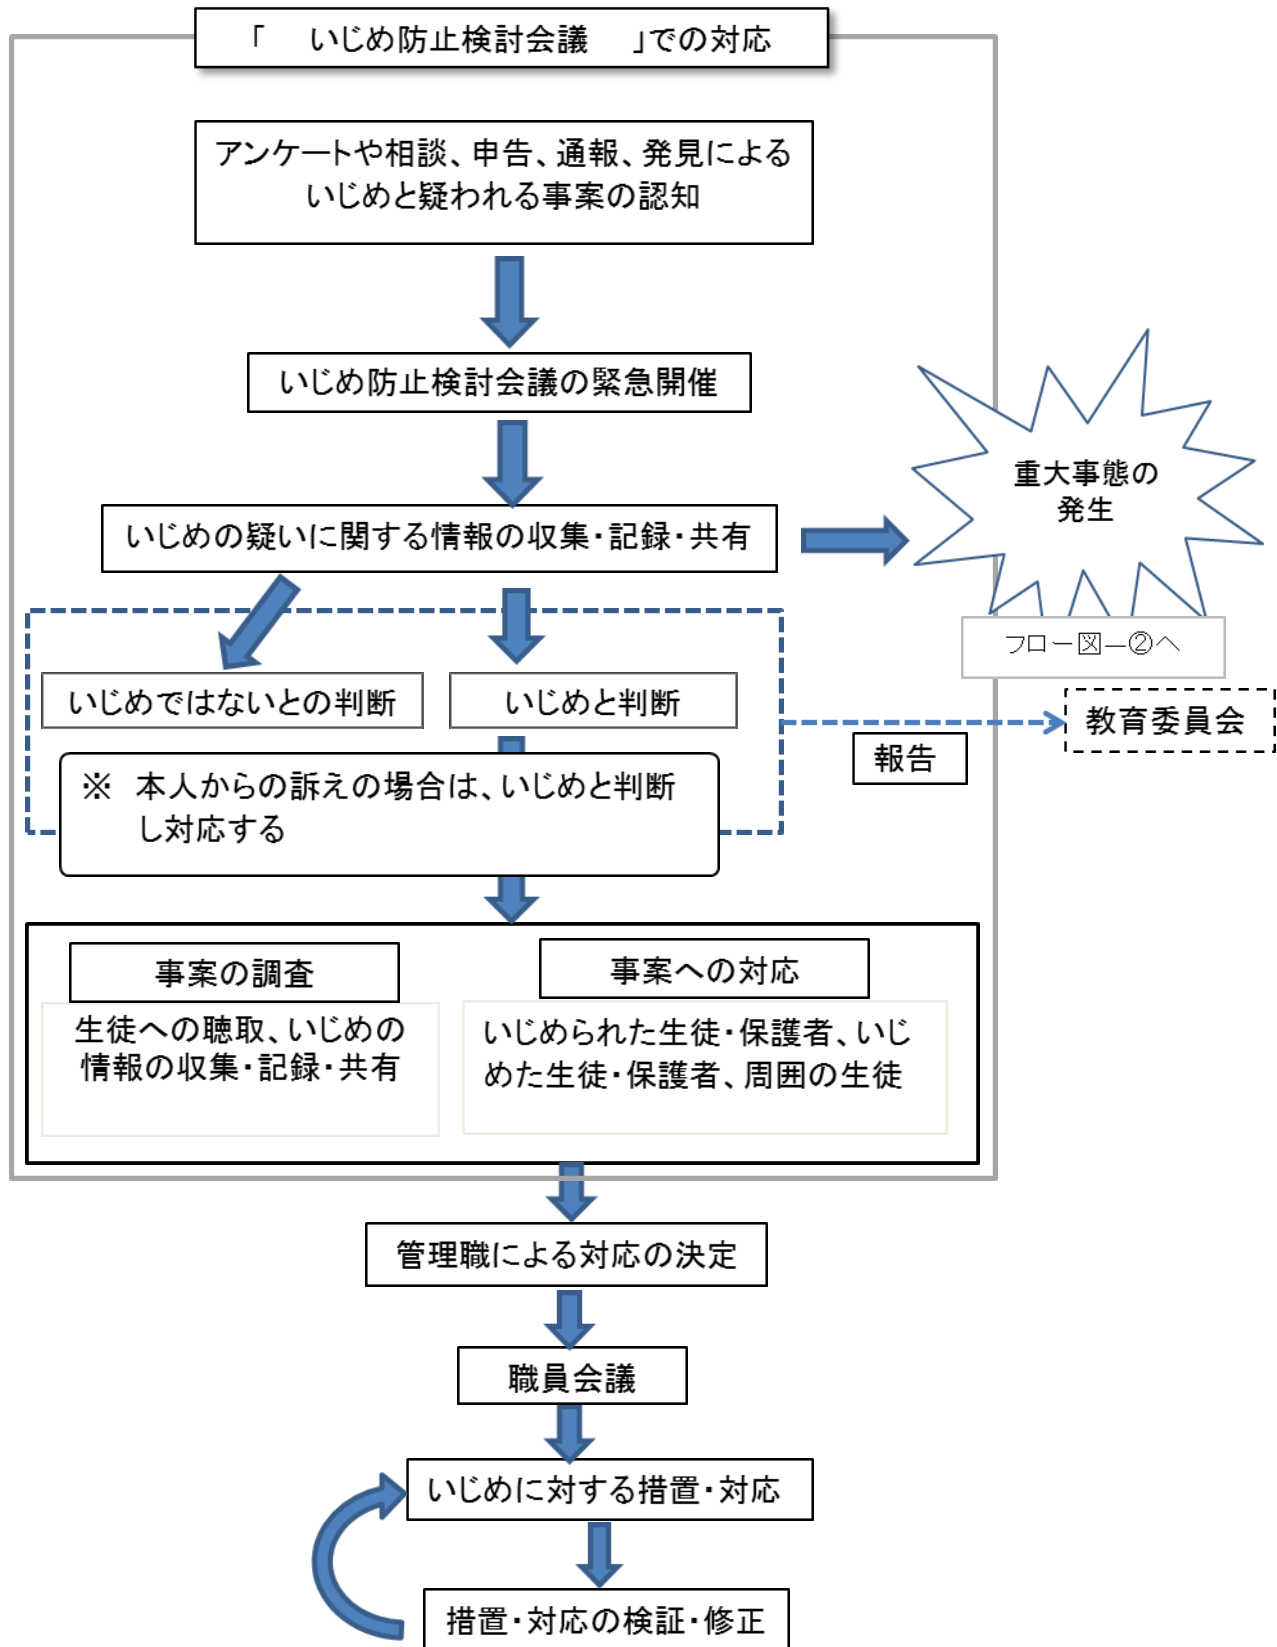 「　いじめ防止検討会議　」での対応
アンケートや相談、申告、通報、発見による
いじめと疑われる事案の認知
いじめ防止検討会議の緊急開催
重大事態の
発生
いじめの疑いに関する情報の収集・記録・共有
フロー図―②へ
いじめではないとの判断
いじめと判断
教育委員会
報告
※　本人からの訴えの場合は、いじめと判断
し対応する
事案の調査
生徒への聴取、いじめの
情報の収集・記録・共有
事案への対応
いじめられた生徒・保護者、いじ
めた生徒・保護者、周囲の生徒
管理職による対応の決定
職員会議
いじめに対する措置・対応
措置・対応の検証・修正